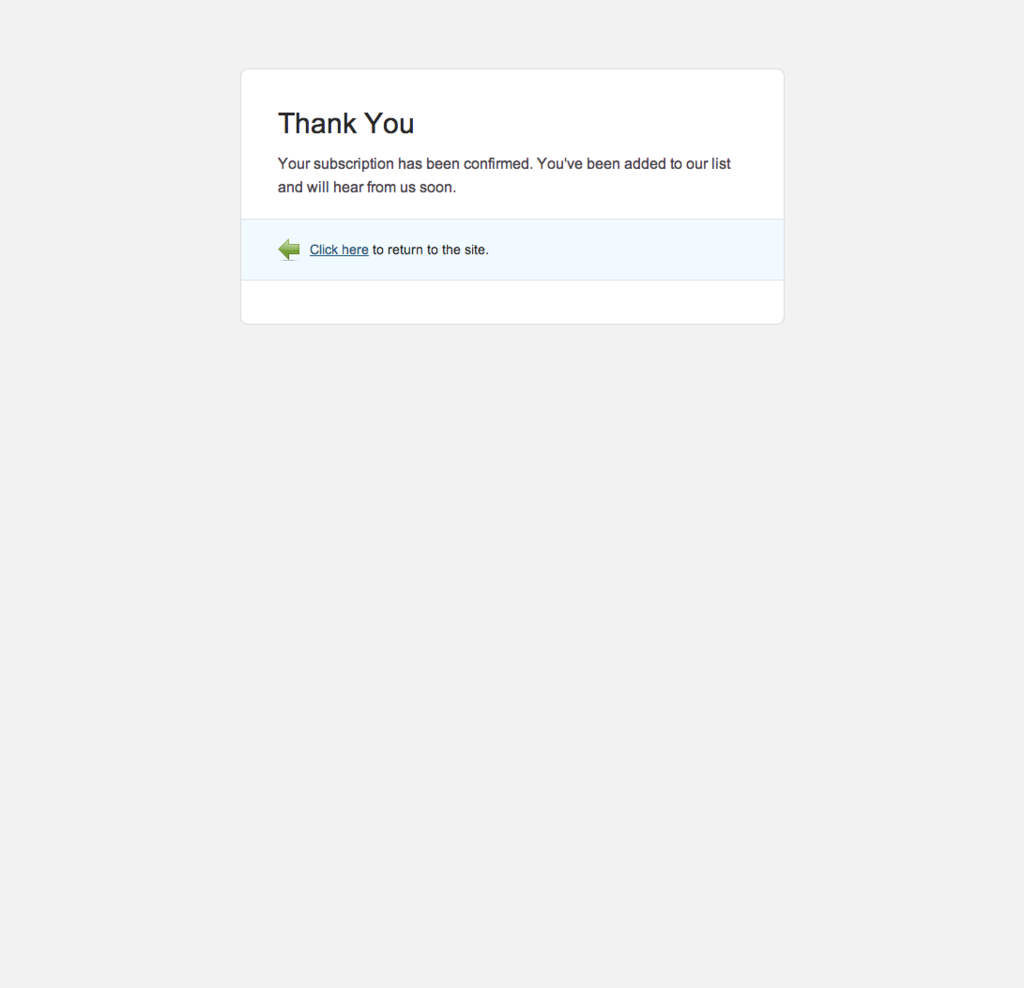 Thank You
Your subscription has been confirmed. You've been added to our list
and will hear from us soon.
Click here to return to the site.